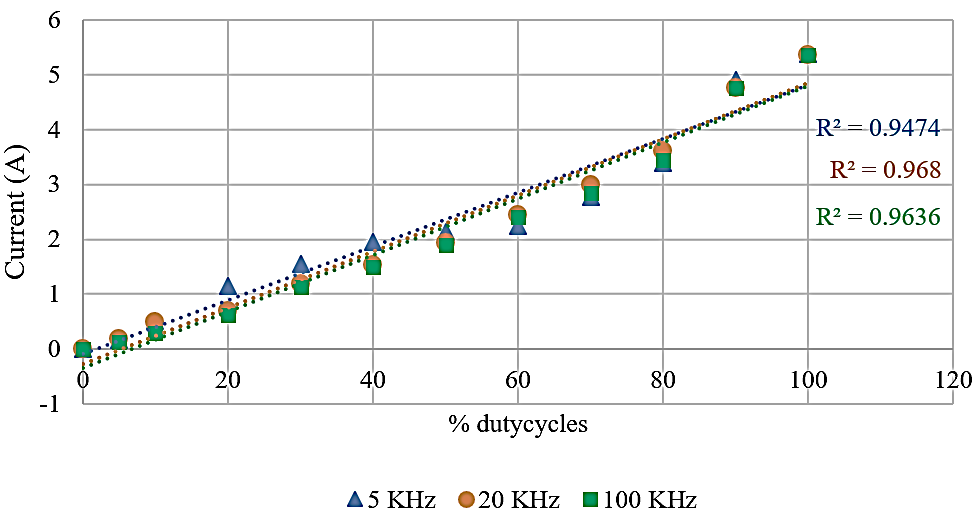 6
5
4
3
2
1
0
-1
0 20 40 60 80 100 120
Current (A)
% dutycycles
R² = 0.9474
R² = 0.968
R² = 0.9636
5 KHz 20 KHz 100 KHz